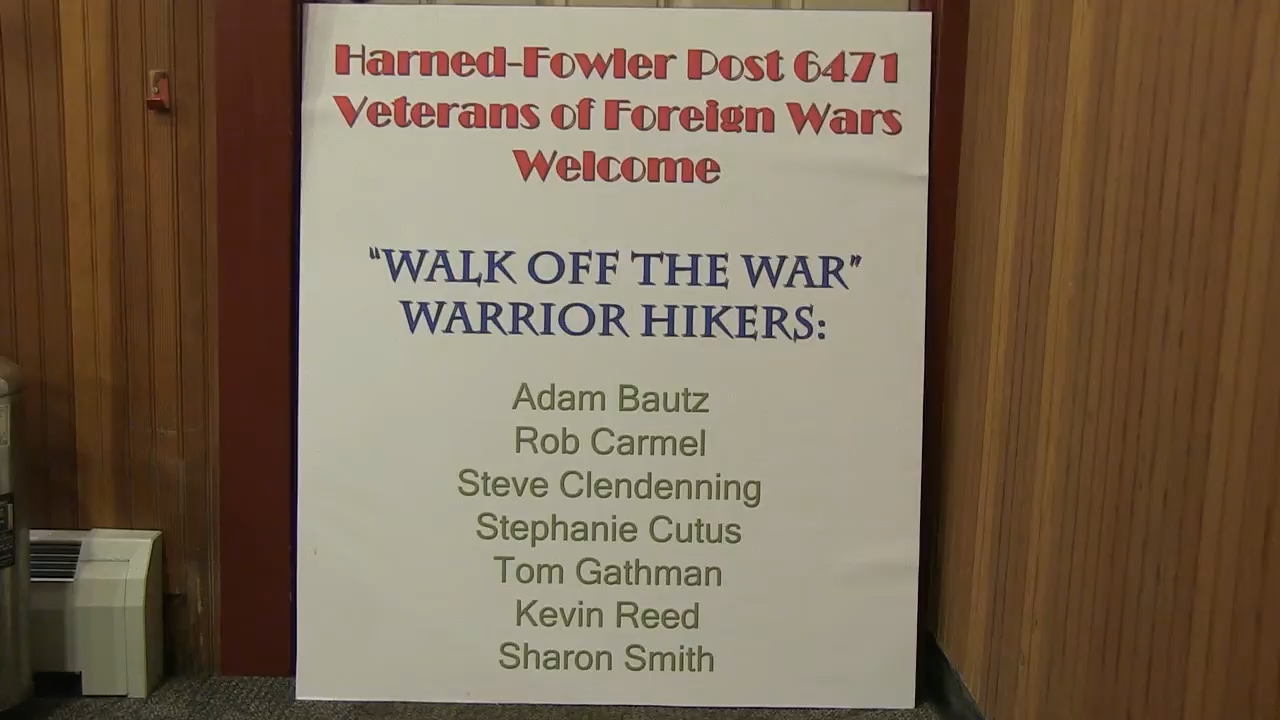 Harned-Fowler Post 6471
Veterans of Foreign Wars
Welcome
"WALK OFF THE WAR"
WARRIOR HIKERS:
Adam Bautz
Rob Carmel
Steve Clendenning
Stephanie Cutus
Tom Gathman
Kevin Reed
Sharon Smith